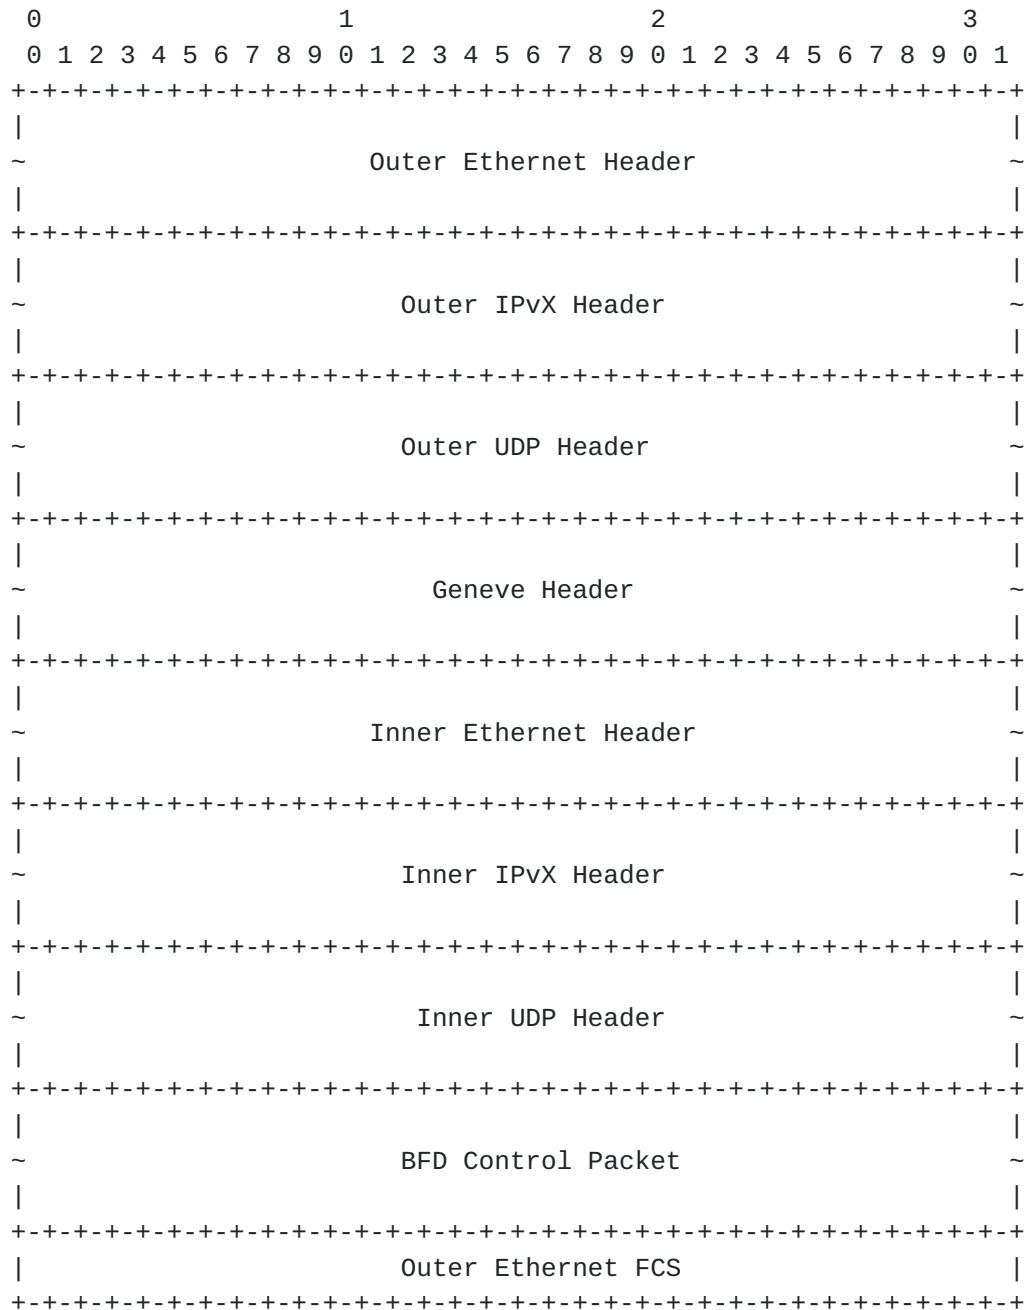 0                   1                   2                   3
 0 1 2 3 4 5 6 7 8 9 0 1 2 3 4 5 6 7 8 9 0 1 2 3 4 5 6 7 8 9 0 1
+-+-+-+-+-+-+-+-+-+-+-+-+-+-+-+-+-+-+-+-+-+-+-+-+-+-+-+-+-+-+-+-+
|                                                               |
~                      Outer Ethernet Header                    ~
|                                                               |
+-+-+-+-+-+-+-+-+-+-+-+-+-+-+-+-+-+-+-+-+-+-+-+-+-+-+-+-+-+-+-+-+
|                                                               |
~                        Outer IPvX Header                      ~
|                                                               |
+-+-+-+-+-+-+-+-+-+-+-+-+-+-+-+-+-+-+-+-+-+-+-+-+-+-+-+-+-+-+-+-+
|                                                               |
~                        Outer UDP Header                       ~
|                                                               |
+-+-+-+-+-+-+-+-+-+-+-+-+-+-+-+-+-+-+-+-+-+-+-+-+-+-+-+-+-+-+-+-+
|                                                               |
~                          Geneve Header                        ~
|                                                               |
+-+-+-+-+-+-+-+-+-+-+-+-+-+-+-+-+-+-+-+-+-+-+-+-+-+-+-+-+-+-+-+-+
|                                                               |
~                      Inner Ethernet Header                    ~
|                                                               |
+-+-+-+-+-+-+-+-+-+-+-+-+-+-+-+-+-+-+-+-+-+-+-+-+-+-+-+-+-+-+-+-+
|                                                               |
~                        Inner IPvX Header                      ~
|                                                               |
+-+-+-+-+-+-+-+-+-+-+-+-+-+-+-+-+-+-+-+-+-+-+-+-+-+-+-+-+-+-+-+-+
|                                                               |
~                         Inner UDP Header                      ~
|                                                               |
+-+-+-+-+-+-+-+-+-+-+-+-+-+-+-+-+-+-+-+-+-+-+-+-+-+-+-+-+-+-+-+-+
|                                                               |
~                        BFD Control Packet                     ~
|                                                               |
+-+-+-+-+-+-+-+-+-+-+-+-+-+-+-+-+-+-+-+-+-+-+-+-+-+-+-+-+-+-+-+-+
|                        Outer Ethernet FCS                     |
+-+-+-+-+-+-+-+-+-+-+-+-+-+-+-+-+-+-+-+-+-+-+-+-+-+-+-+-+-+-+-+-+